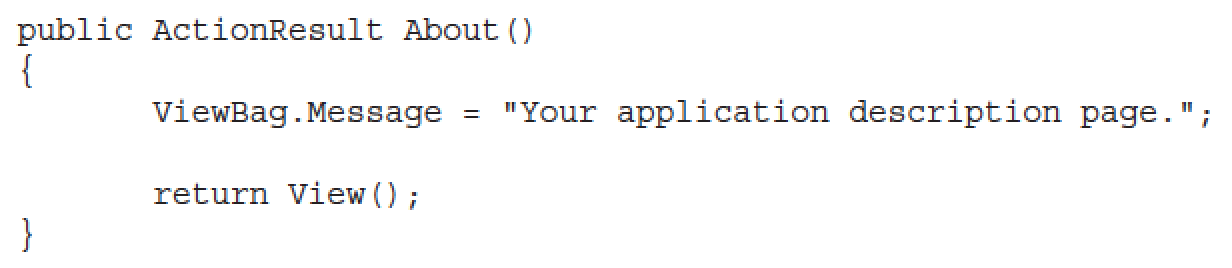 public ActionResult About()
{
ViewBag.Message = "Your application description page.";
return View();
}